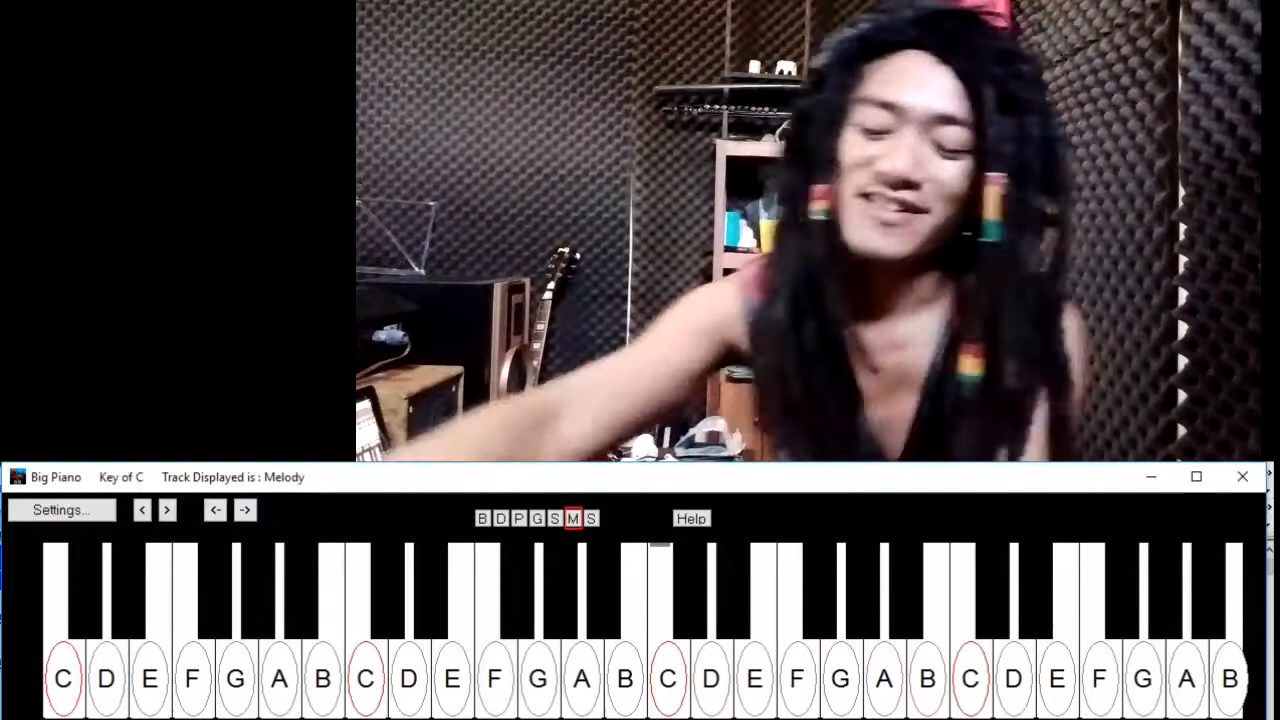 Big Piano Key of C Track Displayed is : Melody
Settings... < > <- -> B D P G S M S Help
C D E F G A B C D E F G A B C D E F G A B C D E F G A B